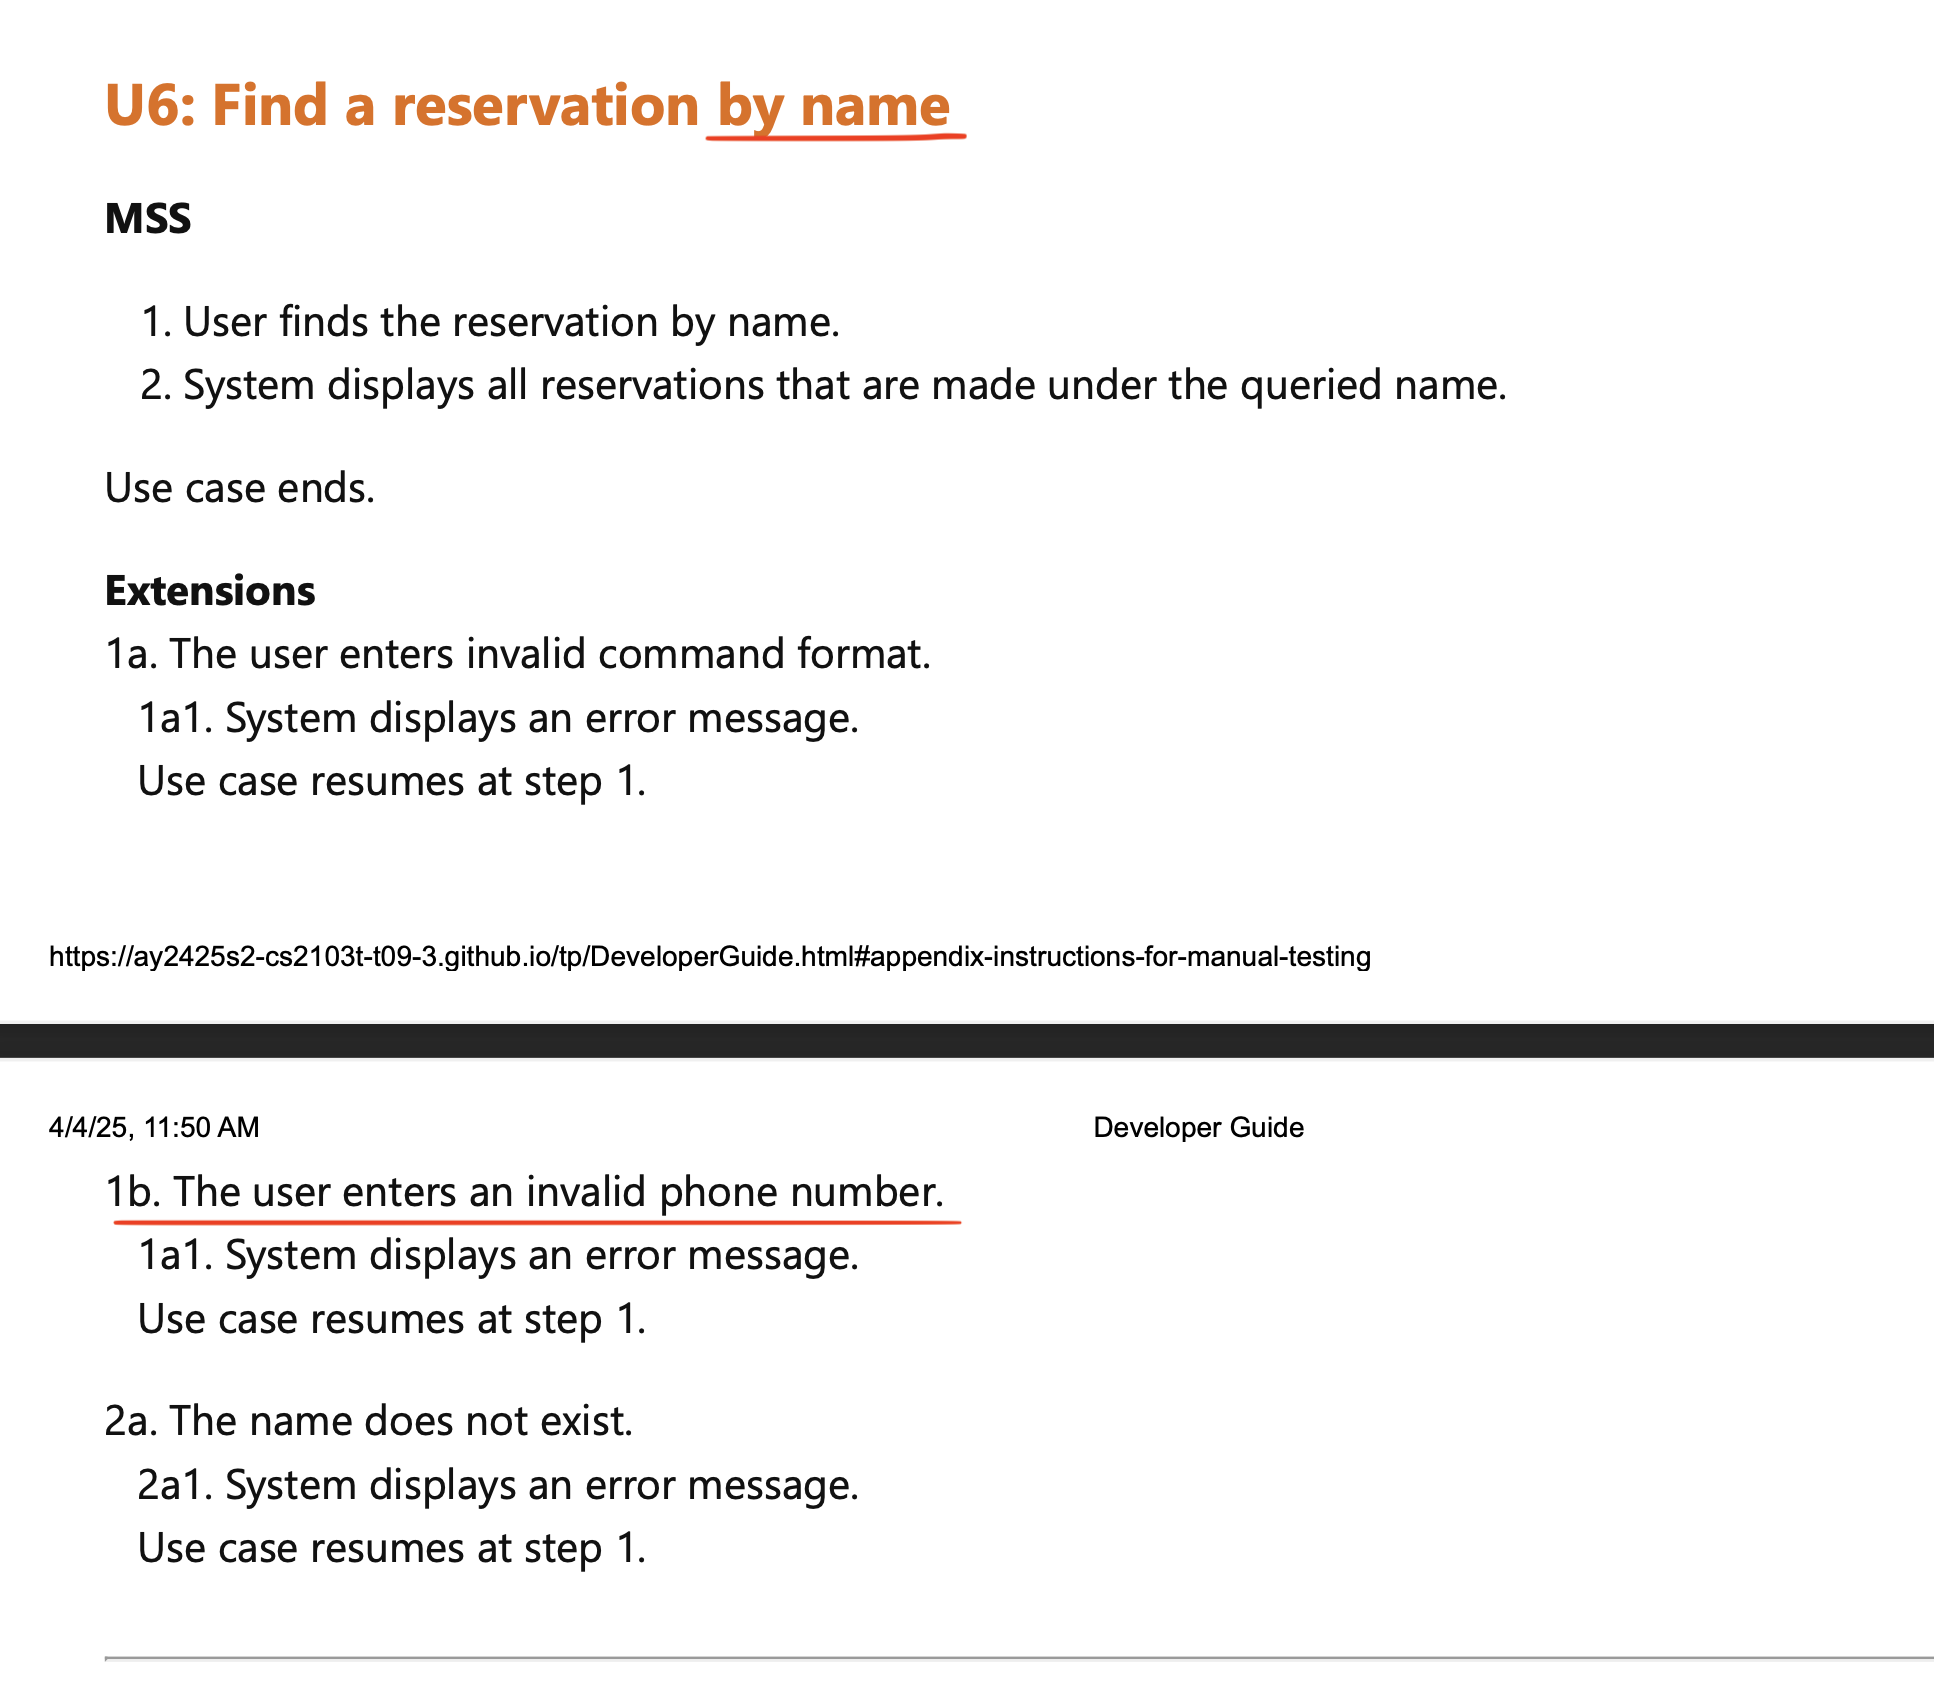 U6: Find a reservation by name
MSS
1. User finds the reservation by name.
2. System displays all reservations that are made under the queried name.
Use case ends.
Extensions
1a. The user enters invalid command format.
1a1. System displays an error message.
Use case resumes at step 1.
https://ay2425s2-cs2103t-t09-3.github.io/tp/DeveloperGuide.html#appendix-instructions-for-manual-testing
4/4/25, 11:50 AM Developer Guide
1b. The user enters an invalid phone number.
1a1. System displays an error message.
Use case resumes at step 1.
2a. The name does not exist.
2a1. System displays an error message.
Use case resumes at step 1.